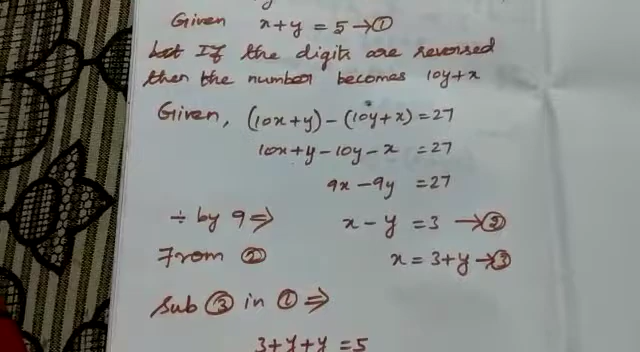 Given x+y = 5 → ①
let If the digits are reversed
then the number becomes 10y+x
Given, (10x+y) - (10y+x) = 27
10x+y-10y-x = 27
9x-9y = 27
÷ by 9 ⇒ x-y = 3 → ②
From ② x = 3+y → ③
Sub ③ in ① ⇒
3+y+y = 5